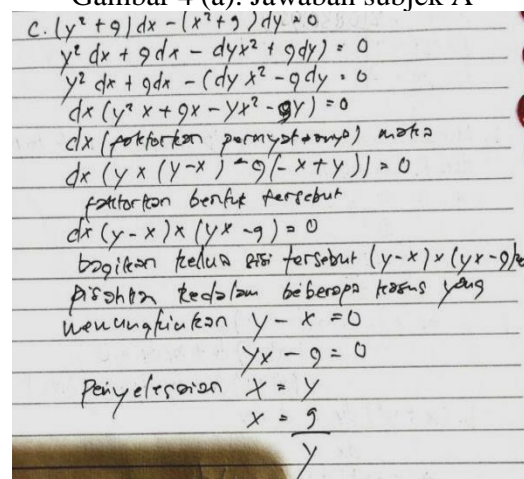 Gambar 4 (a). Jawaban subjek A
c. (y² + 9) dx - (x² + 9) dy = 0
y² dx + 9dx - dyx² + 9dy) = 0
y² dx + 9dx - (dy x² - 9dy = 0
dx (y² x + 9x - yx² - 9y) = 0
dx (faktorkan pernyataannya) maka
dx (yx (y-x) - 9(-x + y)) = 0
faktorkan bentuk tersebut
dx (y - x) x (yx - 9) = 0
bagikan kedua sisi tersebut (y-x) x (yx-9)
pisahkan kedalam beberapa kasus yang
memungkinkan y - x = 0
yx - 9 = 0
Penyelesaian x = y
x = 9
y